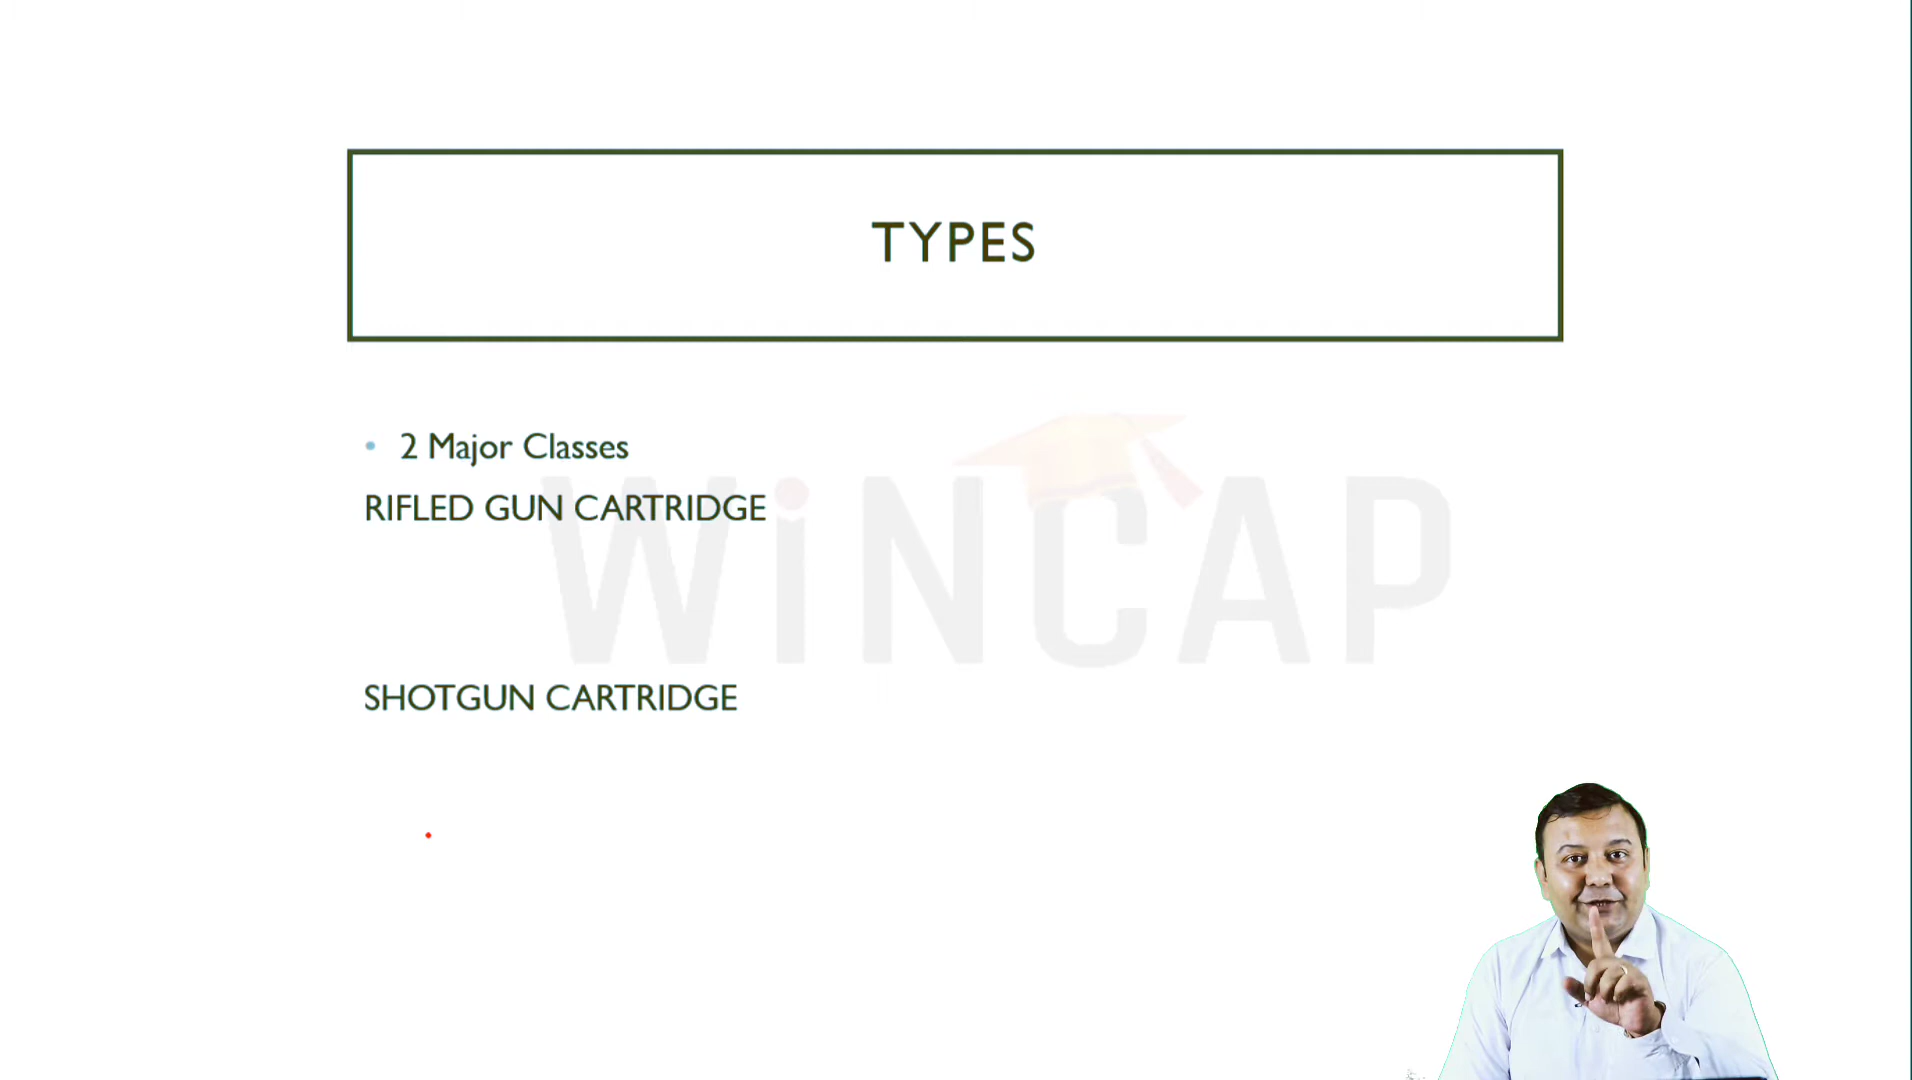 TYPES
• 2 Major Classes
RIFLED GUN CARTRIDGE
WiNCAP
SHOTGUN CARTRIDGE